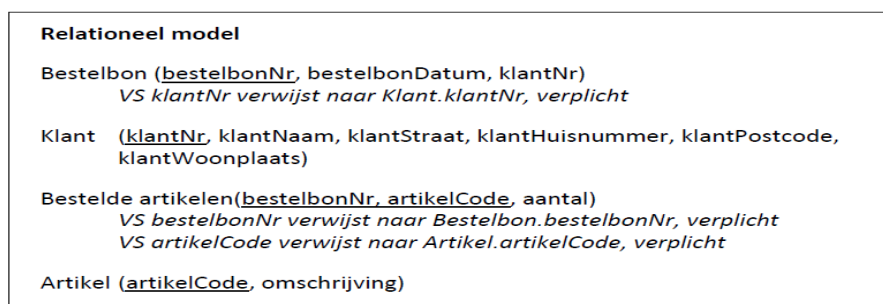 Relationeel model
Bestelbon (bestelbonNr, bestelbonDatum, klantNr)
VS klantNr verwijst naar Klant.klantNr, verplicht
Klant (klantNr, klantNaam, klantStraat, klantHuisnummer, klantPostcode,
klantWoonplaats)
Bestelde artikelen(bestelbonNr, artikelCode, aantal)
VS bestelbonNr verwijst naar Bestelbon.bestelbonNr, verplicht
VS artikelCode verwijst naar Artikel.artikelCode, verplicht
Artikel (artikelCode, omschrijving)